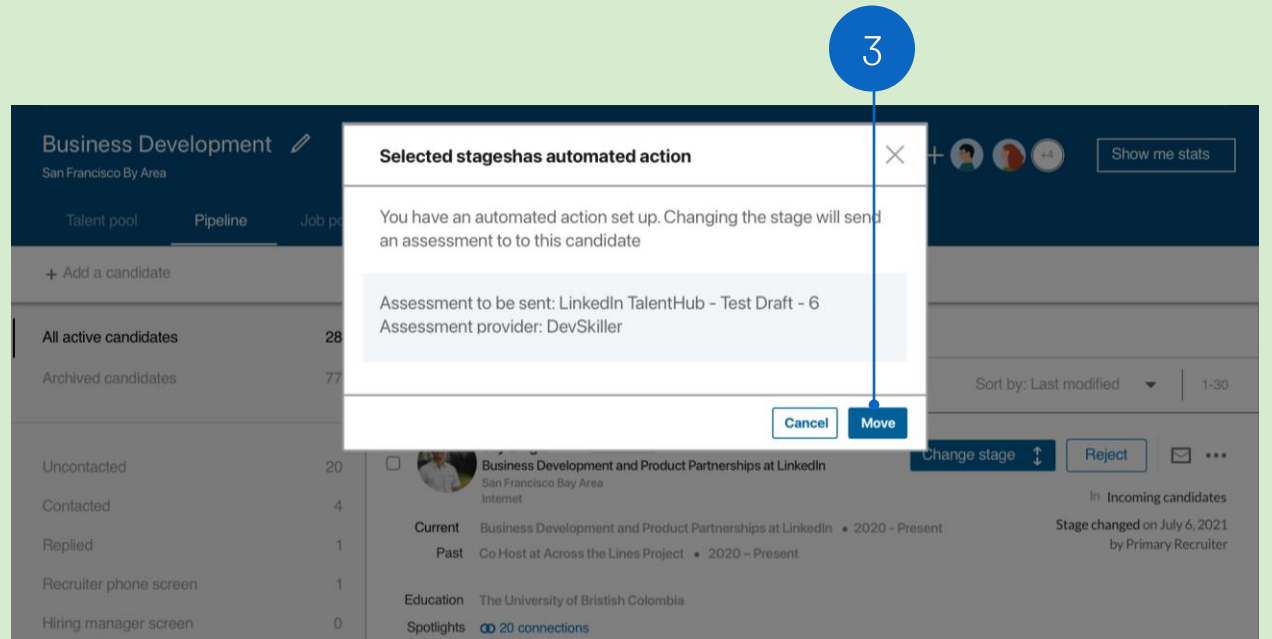 3
Business Development
San Francisco By Area
+4
Show me stats
Talent pool
Pipeline
Job po
Selected stageshas automated action
You have an automated action set up. Changing the stage will send
an assessment to to this candidate
Assessment to be sent: LinkedIn TalentHub - Test Draft - 6
Assessment provider: DevSkiller
Cancel
Move
+ Add a candidate
All active candidates 28
Archived candidates 77
Uncontacted 20
Contacted 4
Replied 1
Recruiter phone screen 1
Hiring manager screen 0
Sort by: Last modified
1-30
Change stage
Reject
Business Development and Product Partnerships at LinkedIn
San Francisco Bay Area
Internet
In Incoming candidates
Stage changed on July 6, 2021
by Primary Recruiter
Current Business Development and Product Partnerships at LinkedIn • 2020 - Present
Past Co Host at Across the Lines Project • 2020 – Present
Education The University of Bristish Colombia
Spotlights 20 connections